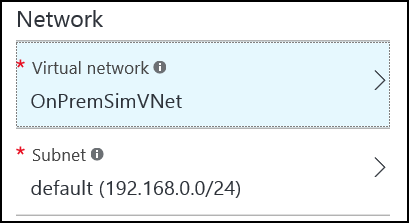 Network
* Virtual network
OnPremSimVNet
* Subnet
default (192.168.0.0/24)